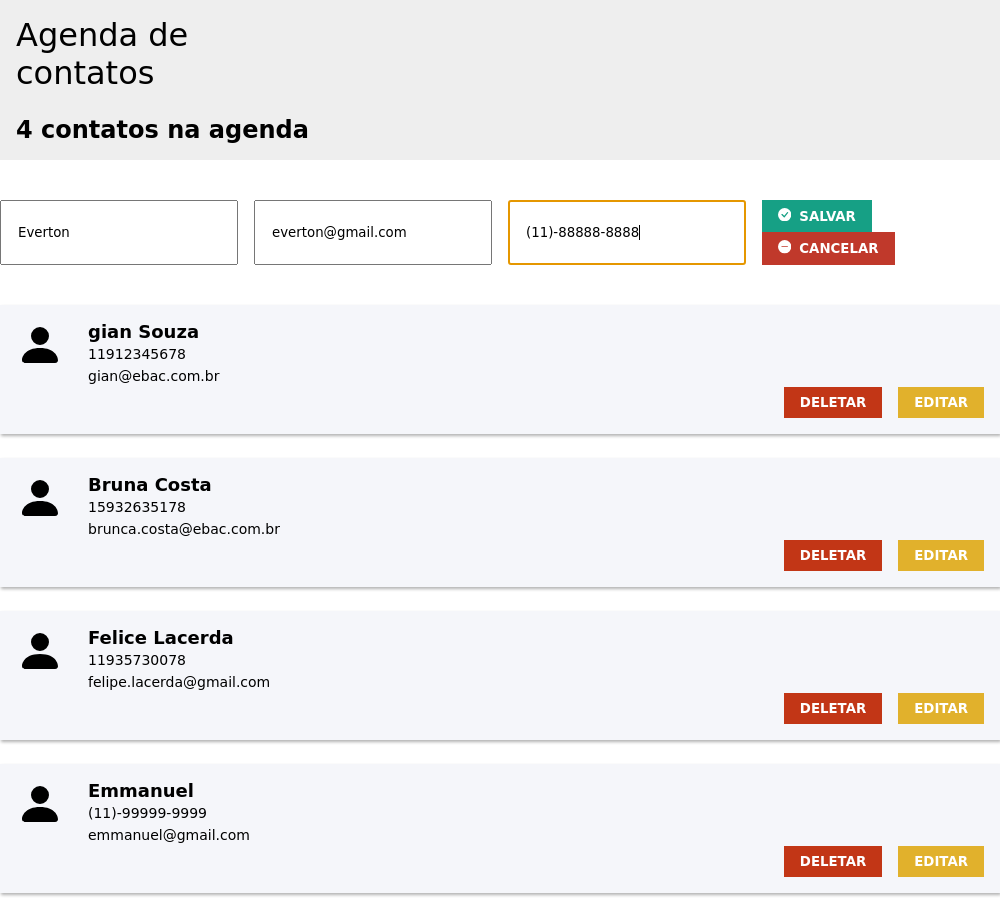 Agenda de
contatos
4 contatos na agenda
Everton
everton@gmail.com
(11)-88888-8888
SALVAR
CANCELAR
gian Souza
11912345678
gian@ebac.com.br
DELETAR
EDITAR
Bruna Costa
15932635178
brunca.costa@ebac.com.br
DELETAR
EDITAR
Felice Lacerda
11935730078
felipe.lacerda@gmail.com
DELETAR
EDITAR
Emmanuel
(11)-99999-9999
emmanuel@gmail.com
DELETAR
EDITAR